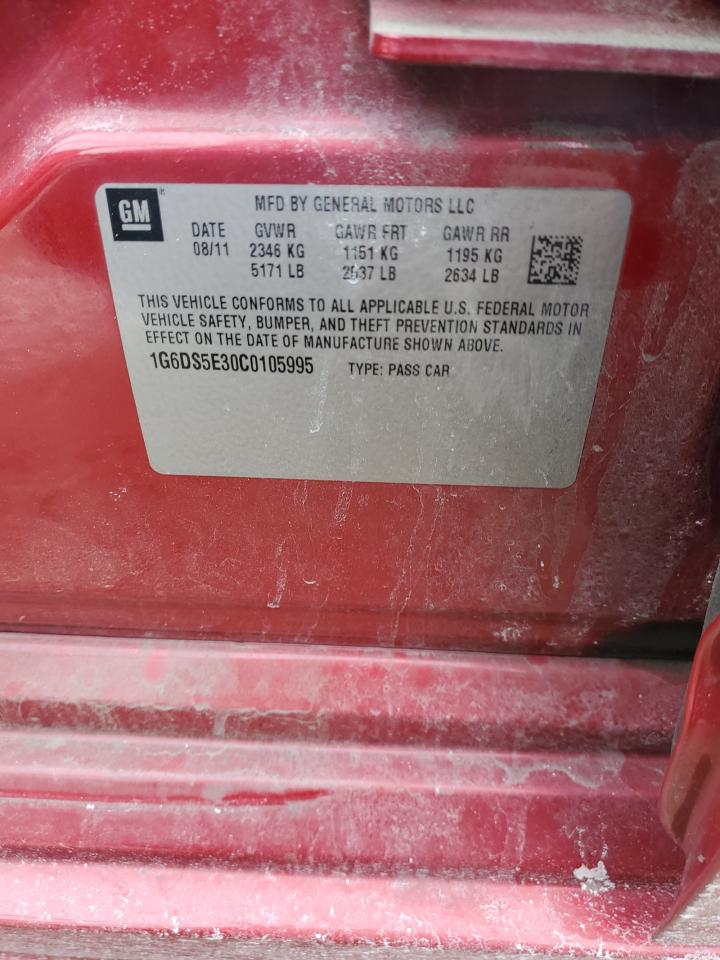 GM® MFD BY GENERAL MOTORS LLC
DATE GVWR GAWR FRT GAWR RR
08/11 2346 KG 1151 KG 1195 KG
5171 LB 2537 LB 2634 LB
THIS VEHICLE CONFORMS TO ALL APPLICABLE U.S. FEDERAL MOTOR
VEHICLE SAFETY, BUMPER, AND THEFT PREVENTION STANDARDS IN
EFFECT ON THE DATE OF MANUFACTURE SHOWN ABOVE.
1G6DS5E30C0105995 TYPE: PASS CAR